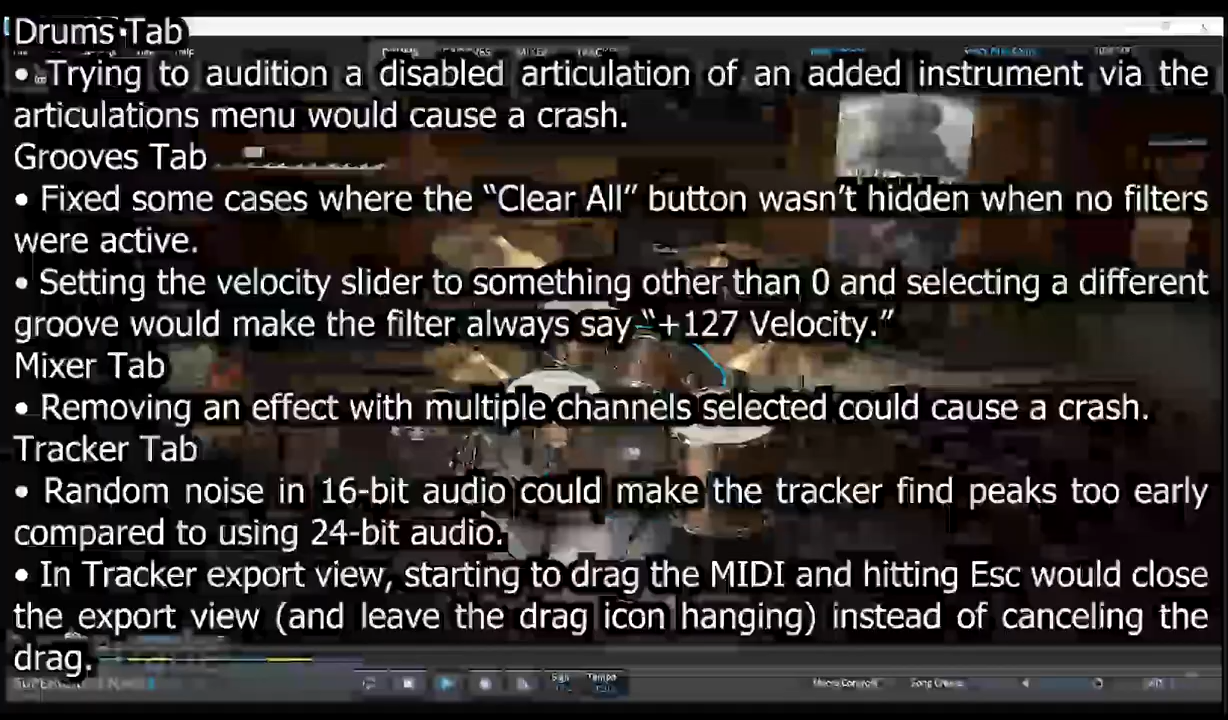 Drums Tab
• Trying to audition a disabled articulation of an added instrument via the
articulations menu would cause a crash.
Grooves Tab
• Fixed some cases where the “Clear All” button wasn’t hidden when no filters
were active.
• Setting the velocity slider to something other than 0 and selecting a different
groove would make the filter always say “+127 Velocity.”
Mixer Tab
• Removing an effect with multiple channels selected could cause a crash.
Tracker Tab
• Random noise in 16-bit audio could make the tracker find peaks too early
compared to using 24-bit audio.
• In Tracker export view, starting to drag the MIDI and hitting Esc would close
the export view (and leave the drag icon hanging) instead of canceling the
drag.
Sign Tempo
Macro Controls Song Creator